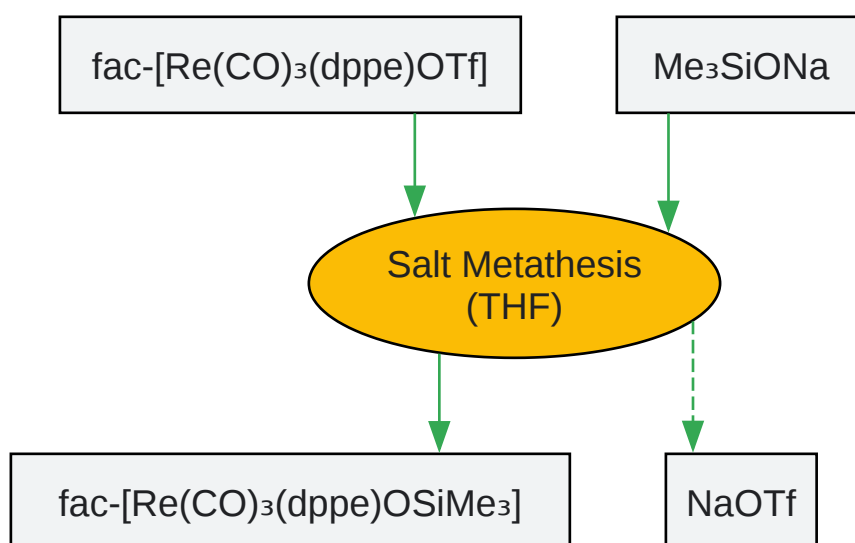 fac-[Re(CO)₃(dppe)OTf]
Me₃SiONa
Salt Metathesis
(THF)
fac-[Re(CO)₃(dppe)OSiMe₃]
NaOTf